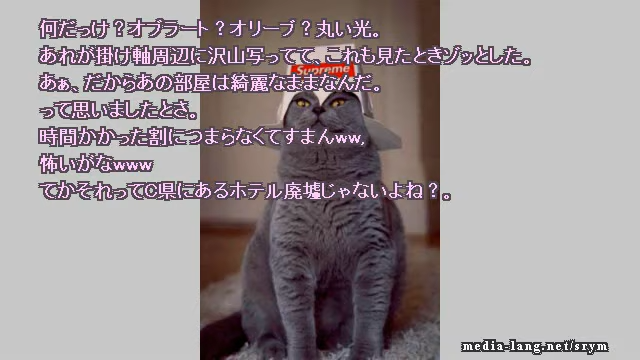 何だっけ？オブラート？オリーブ？丸い光。
あれが掛け軸周辺に沢山写ってて、これも見たときゾッとした。
Supreme
あぁ、だからあの部屋は綺麗なままなんだ。
って思いましたとさ。
時間かかった割につまらなくてすまんww,
怖いがなwww
てかそれってC県にあるホテル廃墟じゃないよね？。
media-lang.net/srym